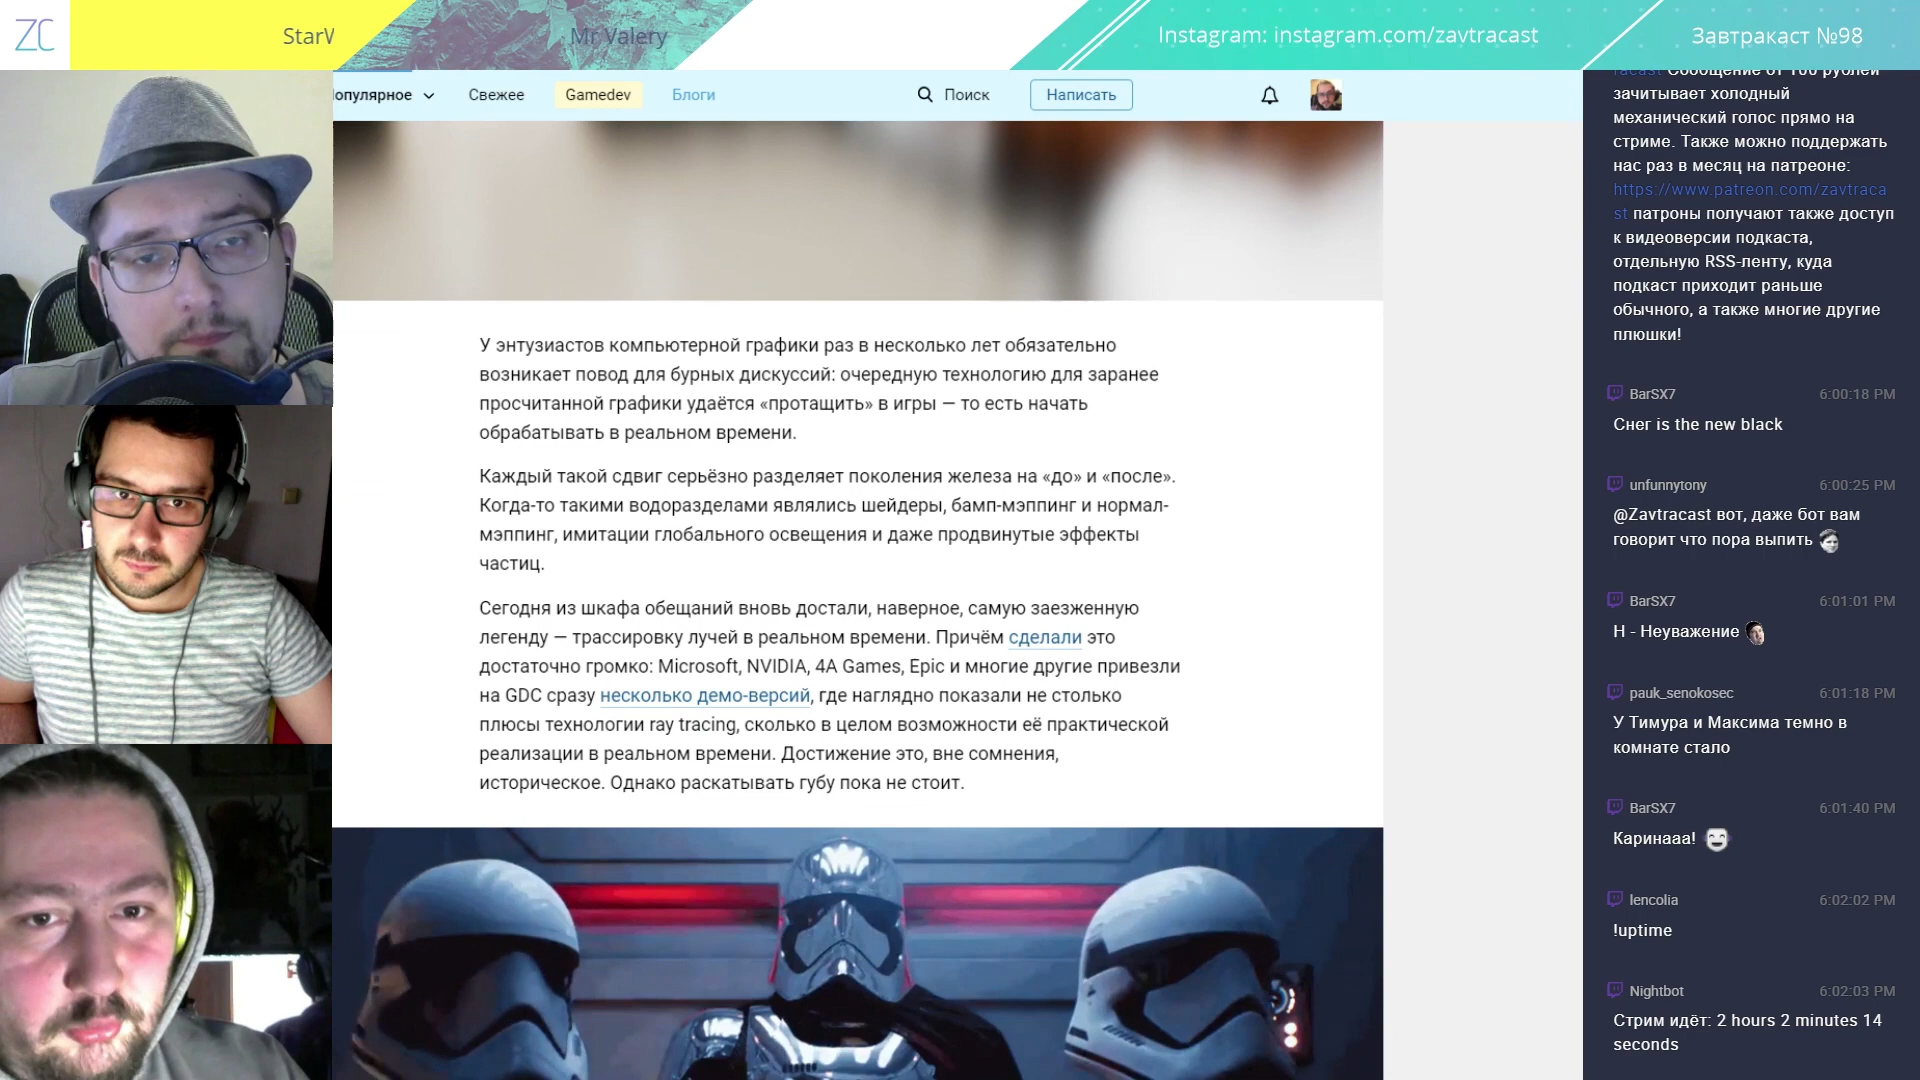 ZC
StarW
Mr Valery
Instagram: instagram.com/zavtracast
Завтракаст №98
опулярное
Свежее
Gamedev
Блоги
Поиск
Написать
У энтузиастов компьютерной графики раз в несколько лет обязательно
возникает повод для бурных дискуссий: очередную технологию для заранее
просчитанной графики удаётся «протащить» в игры — то есть начать
обрабатывать в реальном времени.
Каждый такой сдвиг серьёзно разделяет поколения железа на «до» и «после».
Когда-то такими водоразделами являлись шейдеры, бамп-мэппинг и нормал-
мэппинг, имитации глобального освещения и даже продвинутые эффекты
частиц.
Сегодня из шкафа обещаний вновь достали, наверное, самую заезженную
легенду — трассировку лучей в реальном времени. Причём сделали это
достаточно громко: Microsoft, NVIDIA, 4A Games, Epic и многие другие привезли
на GDC сразу несколько демо-версий, где наглядно показали не столько
плюсы технологии ray tracing, сколько в целом возможности её практической
реализации в реальном времени. Достижение это, вне сомнения,
историческое. Однако раскатывать губу пока не стоит.
racast Сообщение от 100 рублей
зачитывает холодный
механический голос прямо на
стриме. Также можно поддержать
нас раз в месяц на патреоне:
https://www.patreon.com/zavtraca
st патроны получают также доступ
к видеоверсии подкаста,
отдельную RSS-ленту, куда
подкаст приходит раньше
обычного, а также многие другие
плюшки!
BarSX7 6:00:18 PM
Снег is the new black
unfunnytony 6:00:25 PM
@Zavtracast вот, даже бот вам
говорит что пора выпить
BarSX7 6:01:01 PM
Н - Неуважение
pauk_senokosec 6:01:18 PM
У Тимура и Максима темно в
комнате стало
BarSX7 6:01:40 PM
Каринааа!
lencolia 6:02:02 PM
!uptime
Nightbot 6:02:03 PM
Стрим идёт: 2 hours 2 minutes 14
seconds